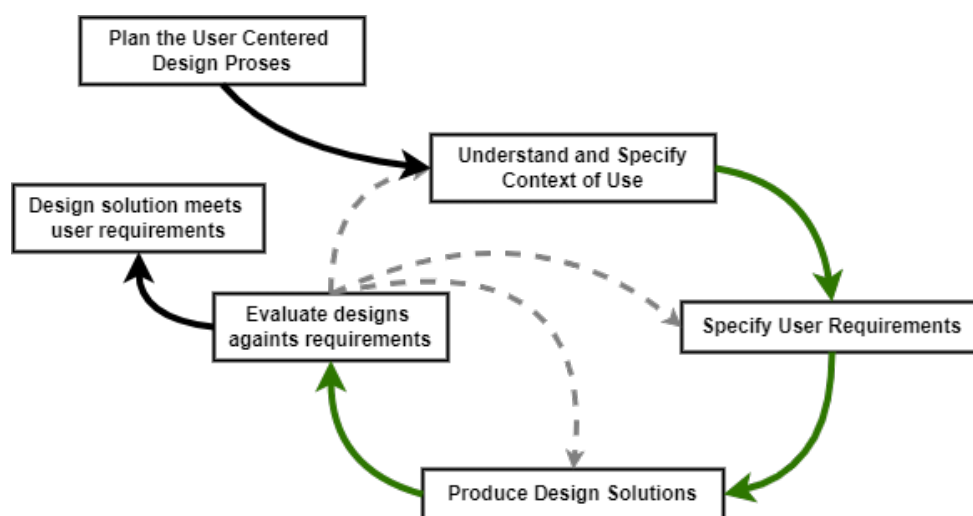 Plan the User Centered
Design Proses
Understand and Specify
Context of Use
Design solution meets
user requirements
Evaluate designs
againts requirements
Specify User Requirements
Produce Design Solutions